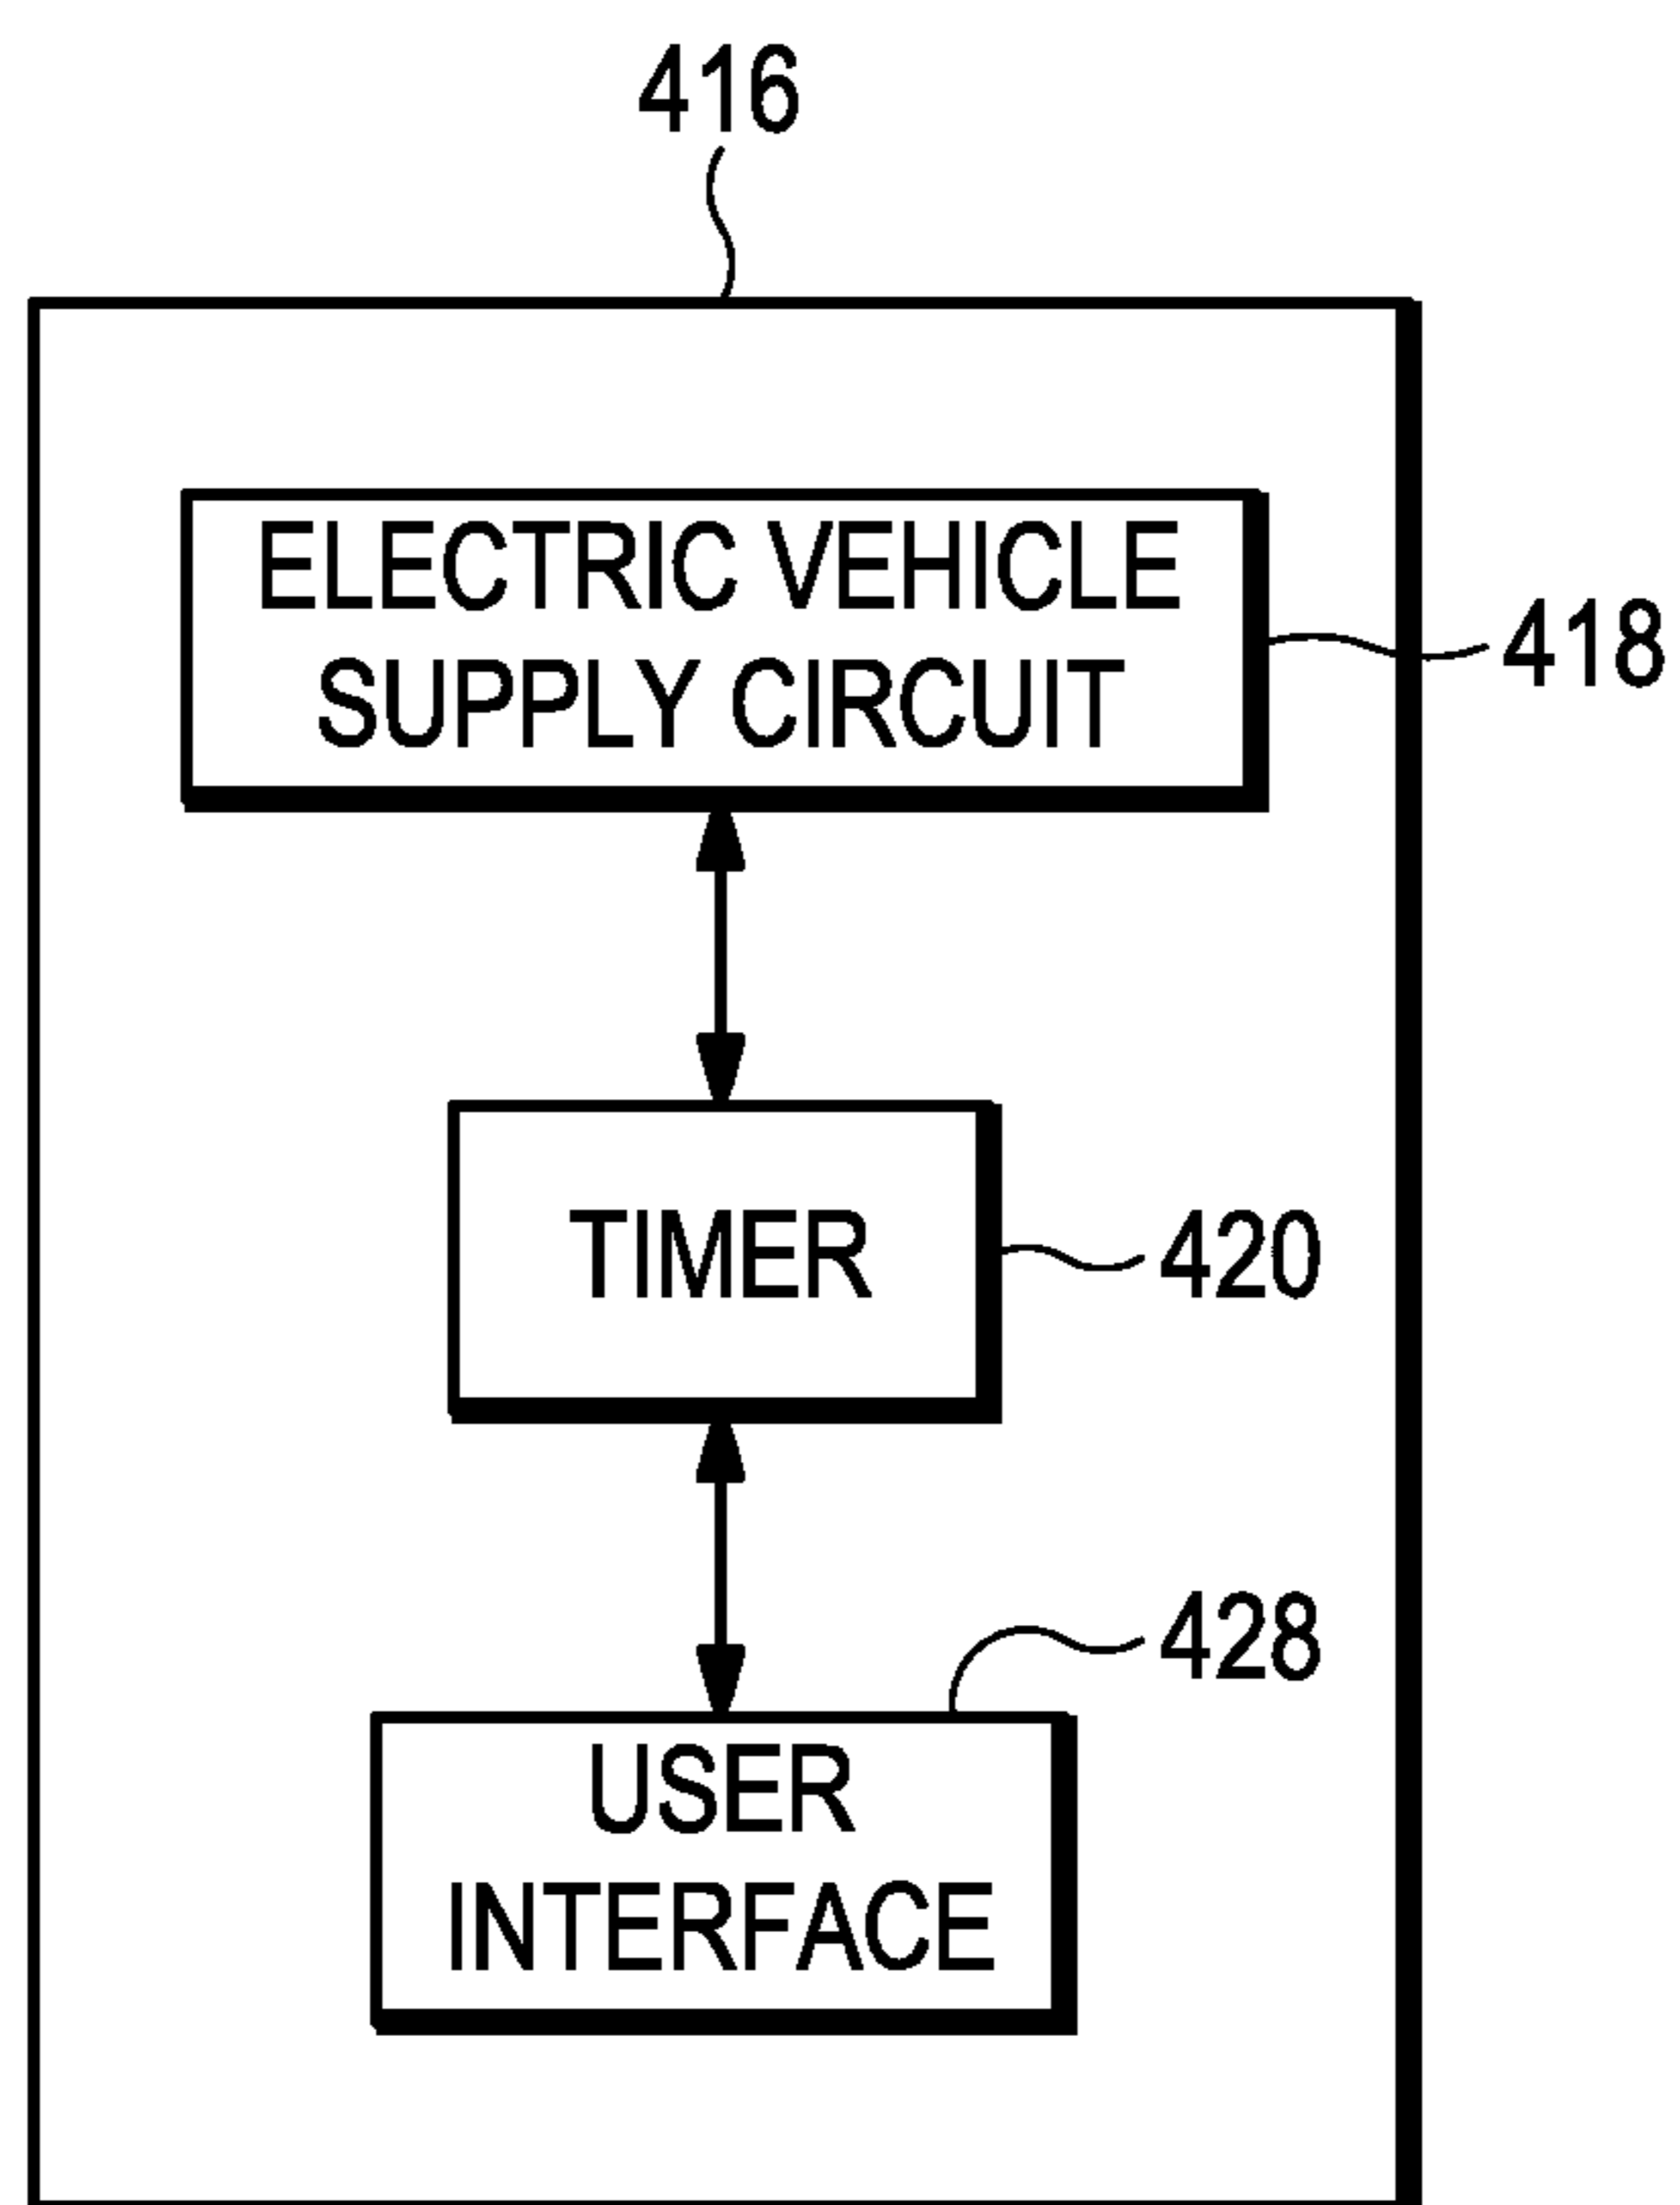 416
ELECTRIC VEHICLE
SUPPLY CIRCUIT
418
TIMER
420
428
USER
INTERFACE